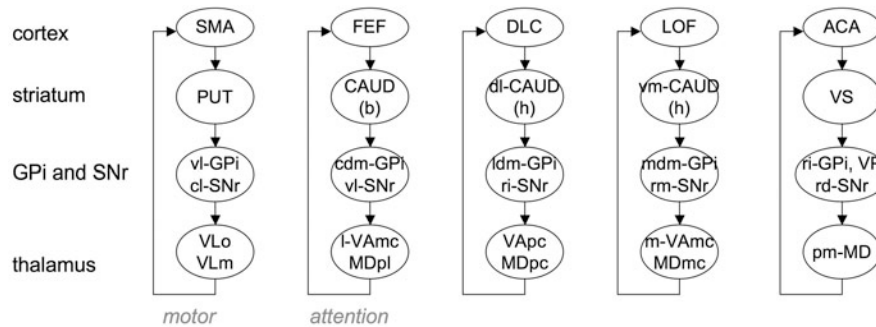 cortex SMA FEF DLC LOF ACA
striatum PUT CAUD (b) dl-CAUD (h) vm-CAUD (h) VS
GPi and SNr vl-GPi cl-SNr cdm-GPi vl-SNr ldm-GPi ri-SNr mdm-GPi rm-SNr ri-GPi, VP rd-SNr
thalamus VLo VLm l-VAmc MDpl VApc MDpc m-VAmc MDmc pm-MD
motor attention